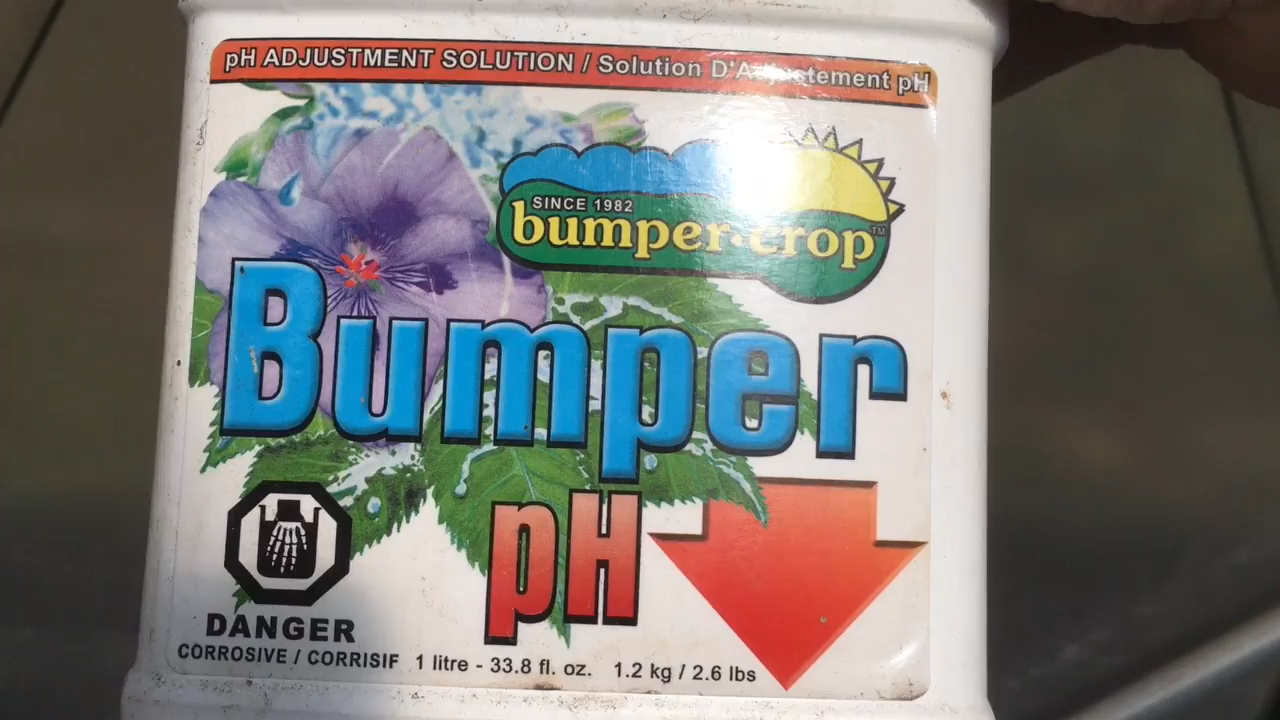 pH ADJUSTMENT SOLUTION / Solution D'Ajustement pH
SINCE 1982
bumper·crop™
Bumper
pH
DANGER
CORROSIVE / CORRISIF
1 litre - 33.8 fl. oz. 1.2 kg / 2.6 lbs